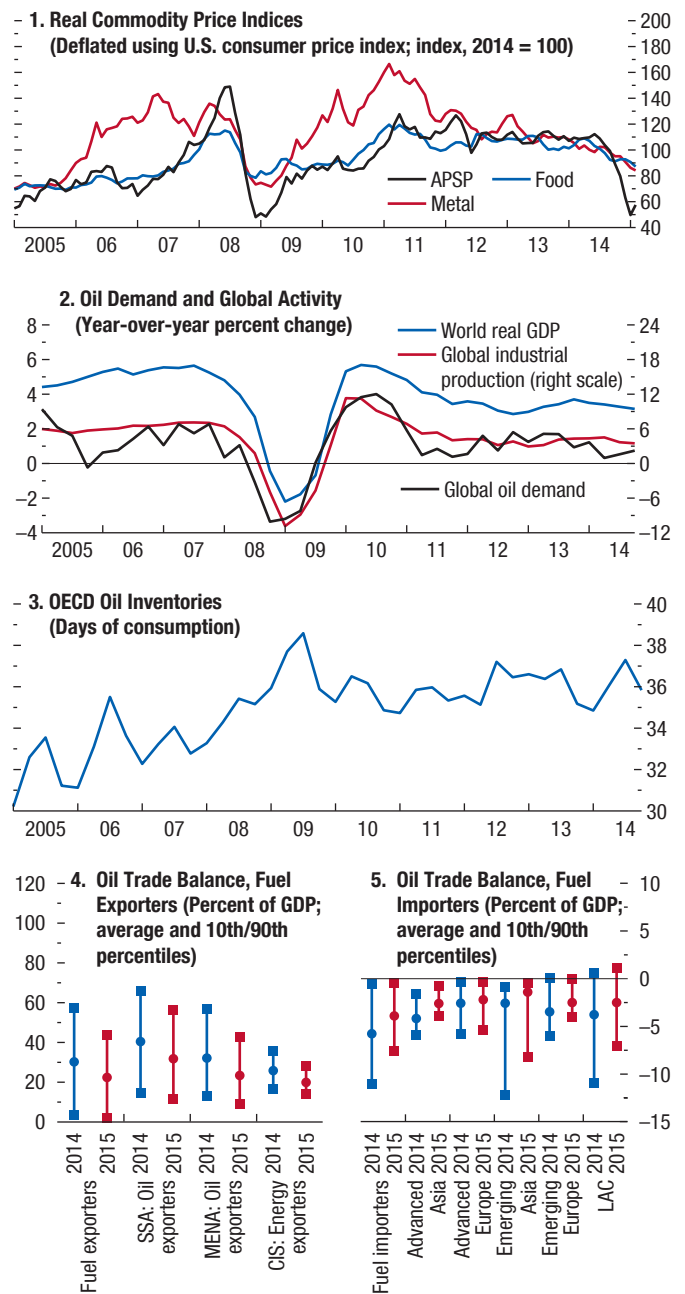 1. Real Commodity Price Indices
(Deflated using U.S. consumer price index; index, 2014 = 100)
200
180
160
140
120
100
80
60
40
APSP
Food
Metal
2005 06 07 08 09 10 11 12 13 14
2. Oil Demand and Global Activity
(Year-over-year percent change)
8
6
4
2
0
–2
–4
24
18
12
6
0
–6
–12
World real GDP
Global industrial
production (right scale)
Global oil demand
2005 06 07 08 09 10 11 12 13 14
3. OECD Oil Inventories
(Days of consumption)
40
38
36
34
32
30
2005 06 07 08 09 10 11 12 13 14
4. Oil Trade Balance, Fuel
Exporters (Percent of GDP;
average and 10th/90th
percentiles)
120
100
80
60
40
20
0
2014
2015
Fuel exporters
SSA: Oil 2014
exporters 2015
MENA: Oil 2014
exporters 2015
CIS: Energy 2014
exporters 2015
5. Oil Trade Balance, Fuel
Importers (Percent of GDP;
average and 10th/90th
percentiles)
10
5
0
–5
–10
–15
2014
2015
Fuel importers
Advanced 2014
Asia 2015
Advanced 2014
Europe 2015
Emerging 2014
Asia 2015
Emerging 2014
Europe 2015
2014
2015
LAC